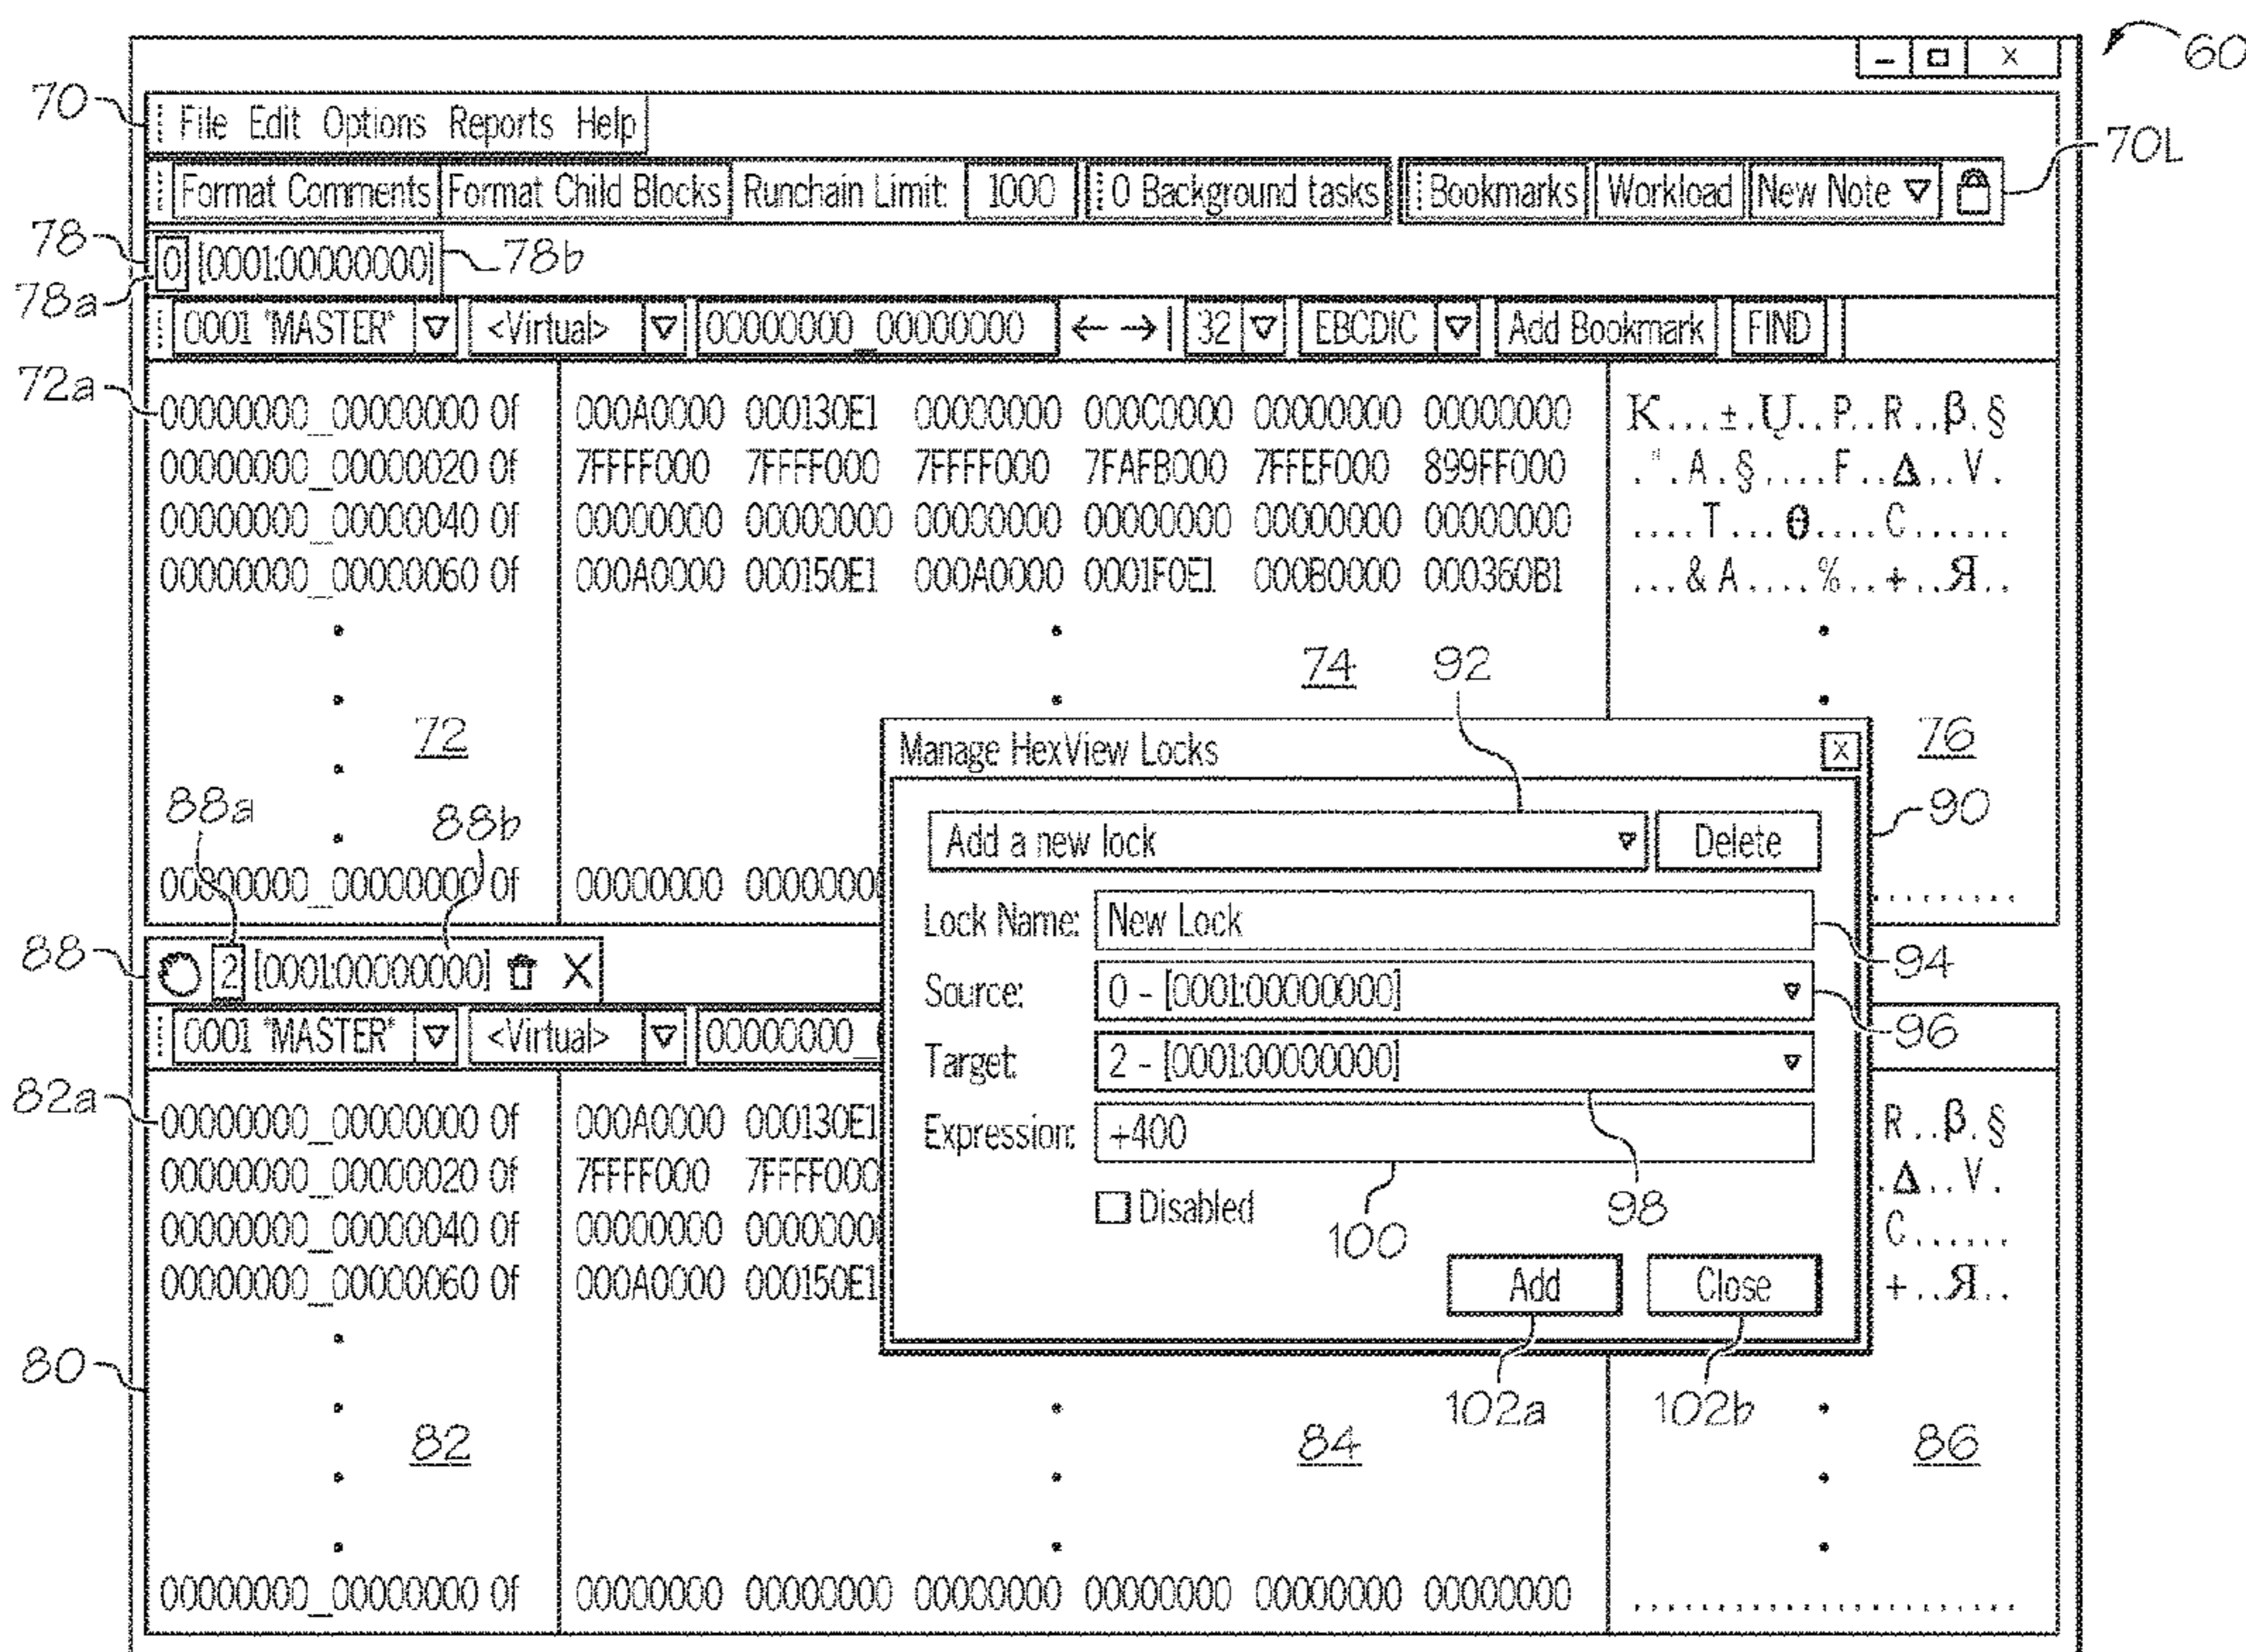 60
70 File Edit Options Reports Help
Format Comments Format Child Blocks Runchain Limit: 1000 0 Background tasks Bookmarks Workload New Note 70L
78 0 [0001:00000000] 78b
78a
0001 *MASTER* <Virtual> 00000000_00000000 ←→| 32 EBCDIC Add Bookmark FIND
72a 00000000_00000000 0f 000A0000 000130E1 00000000 000C0000 00000000 00000000 K...±.Ų..P..R..β.§
00000000_00000020 0f 7FFFF000 7FFFF000 7FFFF000 7FAFB000 7FFEF000 899FF000 .".A.§....F..Δ..V.
00000000_00000040 0f 00000000 00000000 00000000 00000000 00000000 00000000 ....T...θ....C......
00000000_00000060 0f 000A0000 000150E1 000A0000 0001F0E1 000B0000 000360B1 ...&A....%..+..Я..
74 92
72 Manage HexView Locks X 76
88a 88b Add a new lock Delete 90
00000000_00000000 0f 00000000 00000000 .........
Lock Name: New Lock 94
88 2 [0001:00000000] X
Source: 0 - [0001:00000000] 96
0001 *MASTER* <Virtual> 00000000_
Target: 2 - [0001:00000000]
82a 00000000_00000000 0f 000A0000 000130E1 R..β.§
Expression: +400
00000000_00000020 0f 7FFFF000 7FFFF000 .Δ..V.
Disabled 100 98
00000000_00000040 0f 00000000 00000000 C......
00000000_00000060 0f 000A0000 000150E1 +..Я..
Add Close
80 102a 102b
82 84 86
00000000_00000000 0f 00000000 00000000 00000000 00000000 00000000 00000000 ........................